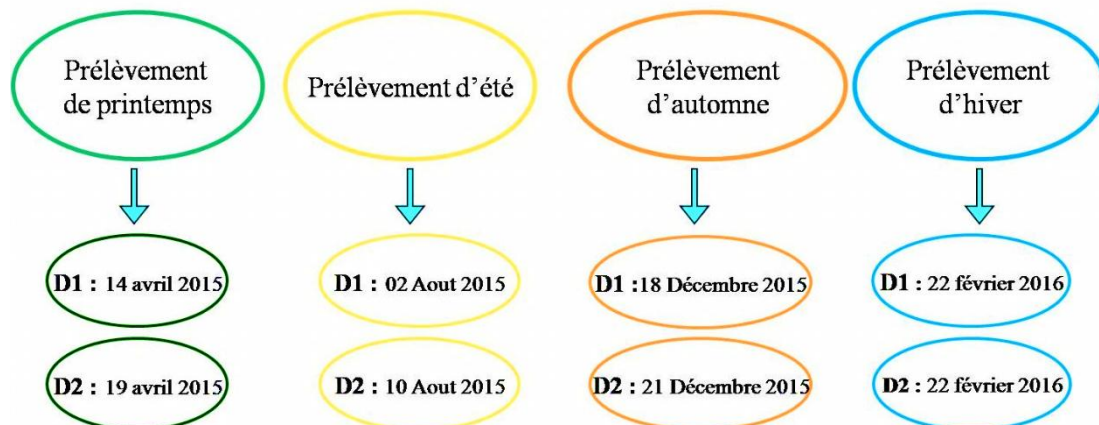 Prélèvement
de printemps
Prélèvement d'été
Prélèvement
d'automne
Prélèvement
d'hiver
D1 : 14 avril 2015
D1 : 02 Aout 2015
D1 :18 Décembre 2015
D1 : 22 février 2016
D2 : 19 avril 2015
D2 : 10 Aout 2015
D2 : 21 Décembre 2015
D2 : 22 février 2016